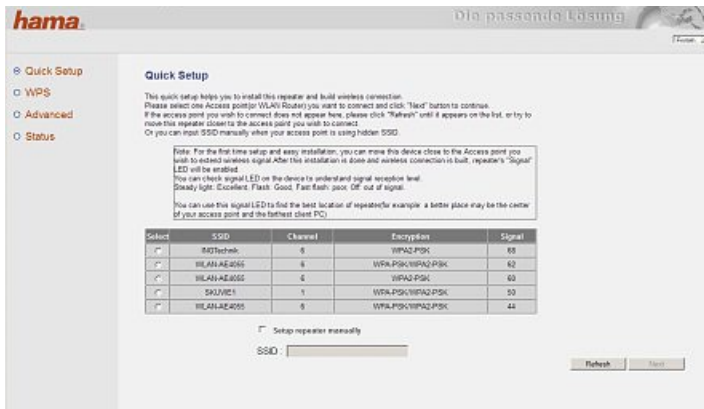 hama
Die passende Lösung
Quick Setup
WPS
Advanced
Status
Quick Setup
This quick setup helps you to install this repeater and build wireless connection.
Please select one Access point(or WLAN Router) you want to connect and click "Next" button to continue.
If the access point you wish to connect does not appear here, please click "Refresh" until it appears on the list, or try to
move this repeater closer to the access point you wish to connect.
Or you can input SSID manually when your access point is using hidden SSID.
Note: For the first time setup and easy installation, you can move this device close to the Access point you
wish to extend wireless signal.After this installation is done and wireless connection is built, repeater's "Signal"
LED will be enabled.
You can check signal LED on the device to understand signal reception level.
Steady light: Excellent, Flash: Good, Fast flash: poor, Off: out of signal.
You can use this signal LED to find the best location of repeater(for example: a better place may be the center
of your access point and the farthest client PC)
Select SSID Channel Encryption Signal
6 WPA2-PSK 68
WLAN-AE4055 6 WPA-PSK/WPA2-PSK 62
6 WPA2-PSK 60
SKUME1 1 WPA-PSK/WPA2-PSK 50
WLAN-AE4055 6 WPA-PSK/WPA2-PSK 44
Setup repeater manually
SSID :
Refresh Next